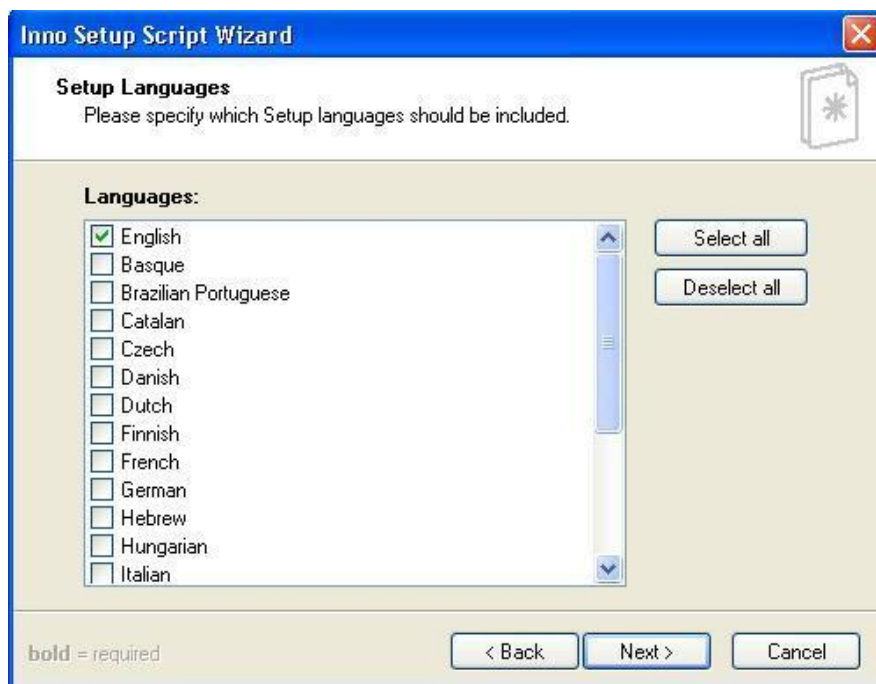 Inno Setup Script Wizard
Setup Languages
Please specify which Setup languages should be included.
Languages:
English
Basque
Brazilian Portuguese
Catalan
Czech
Danish
Dutch
Finnish
French
German
Hebrew
Hungarian
Italian
Select all
Deselect all
bold = required
< Back
Next >
Cancel